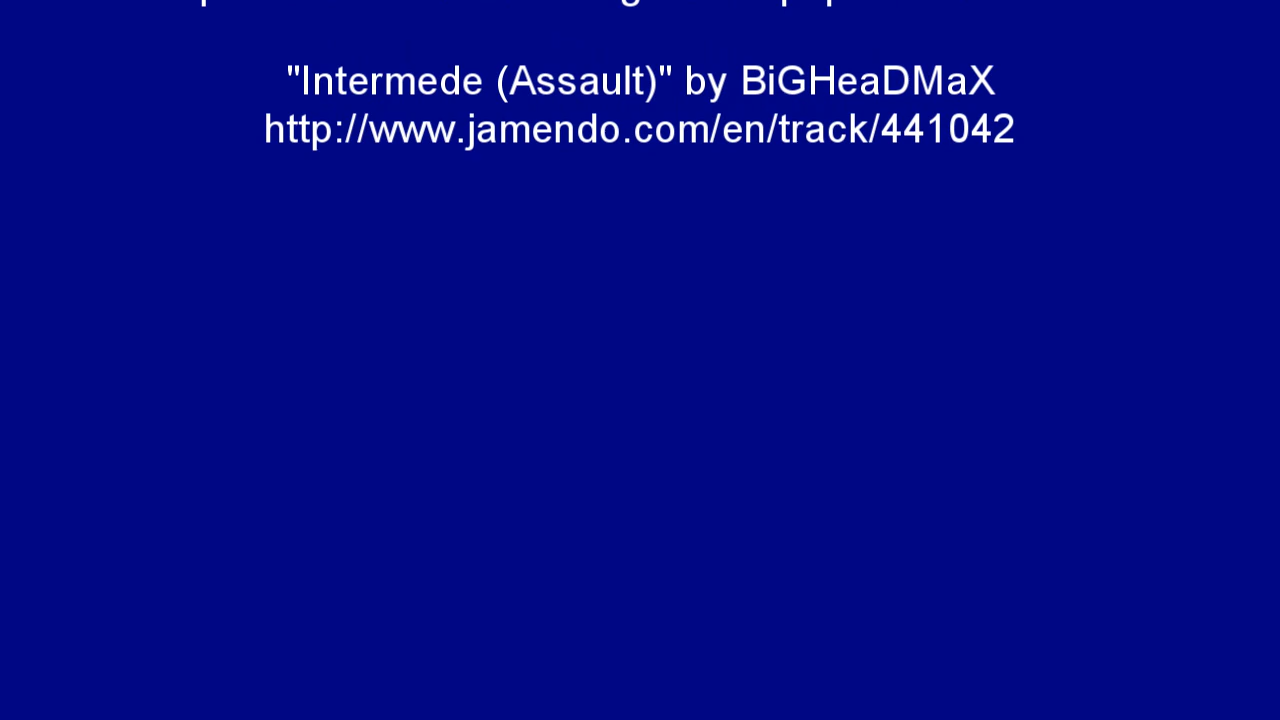 "Intermede (Assault)" by BiGHeaDMaX
http://www.jamendo.com/en/track/441042